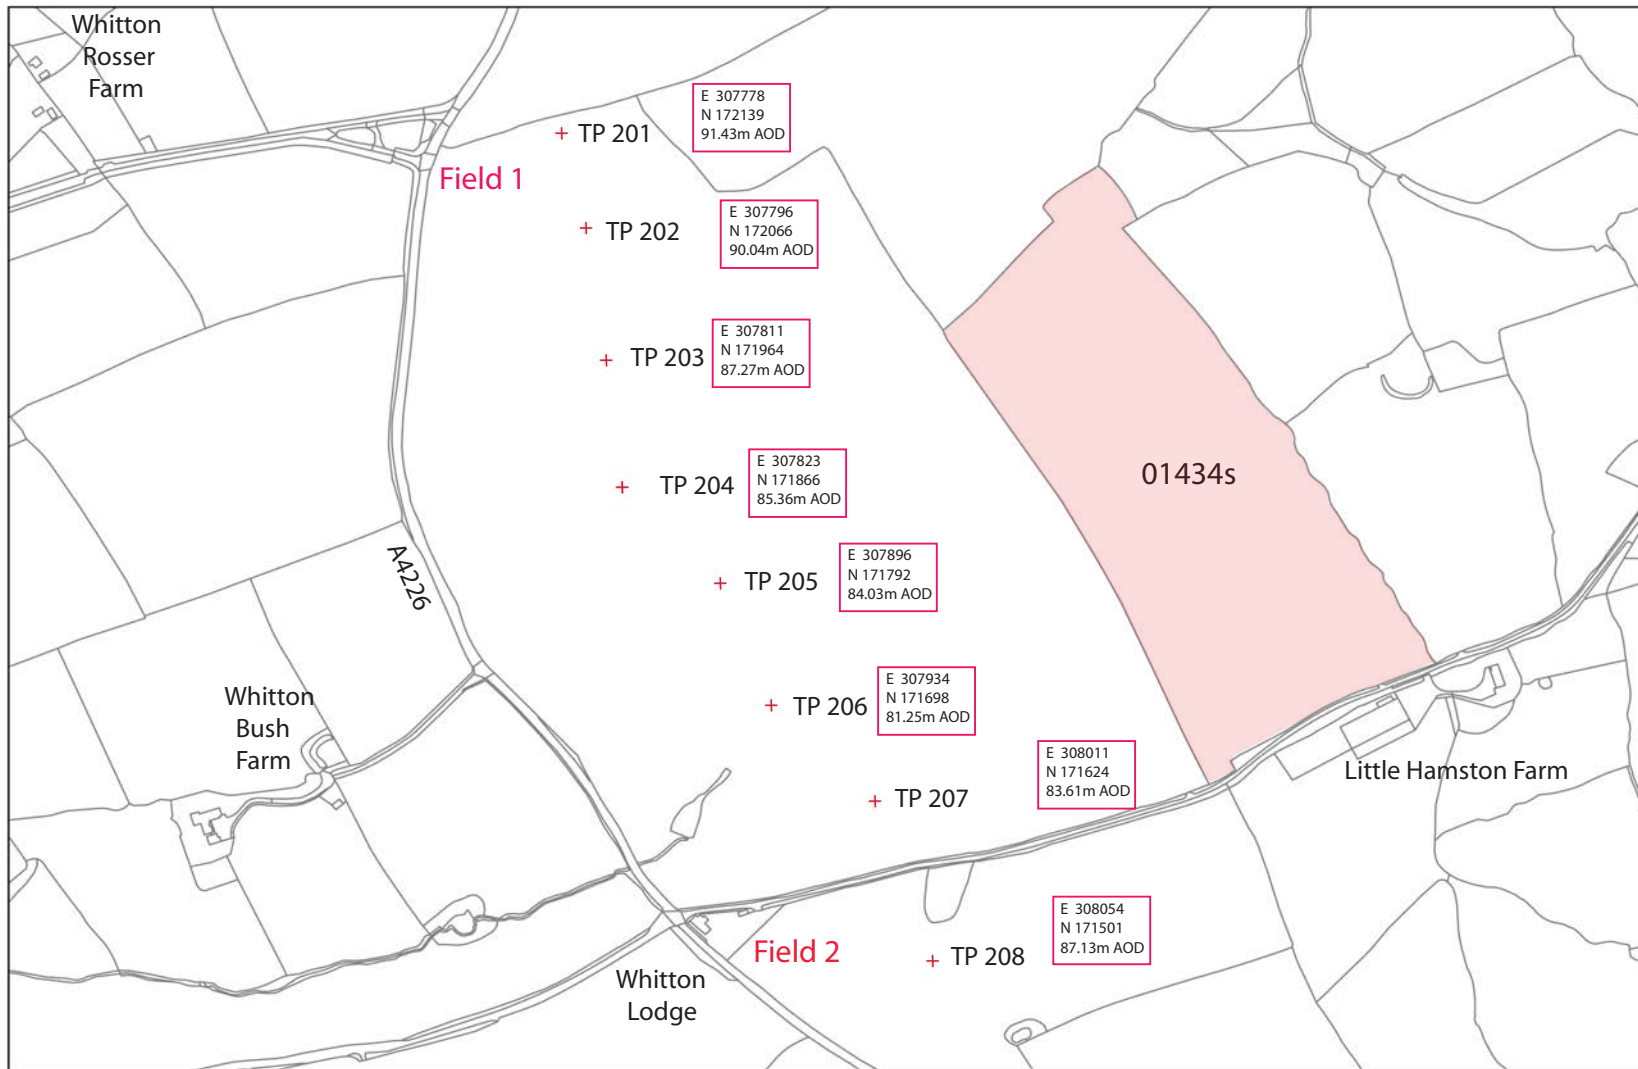 Whitton
Rosser
Farm
TP 201
E 307778
N 172139
91.43m AOD
Field 1
TP 202
E 307796
N 172066
90.04m AOD
TP 203
E 307811
N 171964
87.27m AOD
TP 204
E 307823
N 171866
85.36m AOD
01434s
A4226
TP 205
E 307896
N 171792
84.03m AOD
Whitton
Bush
Farm
TP 206
E 307934
N 171698
81.25m AOD
TP 207
E 308011
N 171624
83.61m AOD
Little Hamston Farm
Field 2
TP 208
E 308054
N 171501
87.13m AOD
Whitton
Lodge